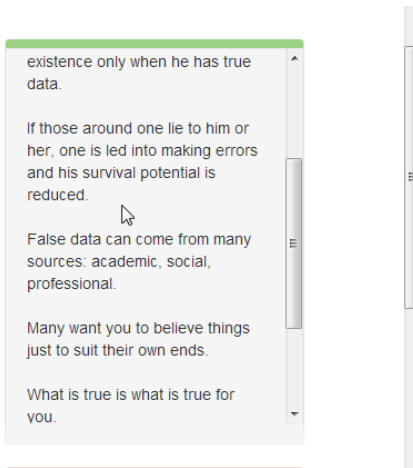 existence only when he has true
data.
If those around one lie to him or
her, one is led into making errors
and his survival potential is
reduced.
False data can come from many
sources: academic, social,
professional.
Many want you to believe things
just to suit their own ends.
What is true is what is true for
you.